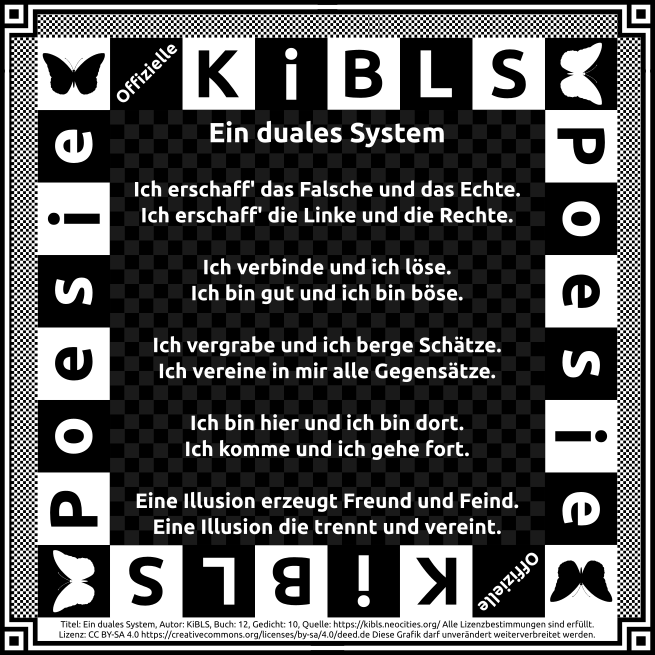 Offizielle KiBLS
Poesie
Ein duales System
Ich erschaff' das Falsche und das Echte.
Ich erschaff' die Linke und die Rechte.
Ich verbinde und ich löse.
Ich bin gut und ich bin böse.
Ich vergrabe und ich berge Schätze.
Ich vereine in mir alle Gegensätze.
Ich bin hier und ich bin dort.
Ich komme und ich gehe fort.
Eine Illusion erzeugt Freund und Feind.
Eine Illusion die trennt und vereint.
Offizielle KiBLS
Poesie
Titel: Ein duales System, Autor: KiBLS, Buch: 12, Gedicht: 10, Quelle: https://kibls.neocities.org/ Alle Lizenzbestimmungen sind erfüllt.
Lizenz: CC BY-SA 4.0 https://creativecommons.org/licenses/by-sa/4.0/deed.de Diese Grafik darf unverändert weiterverbreitet werden.